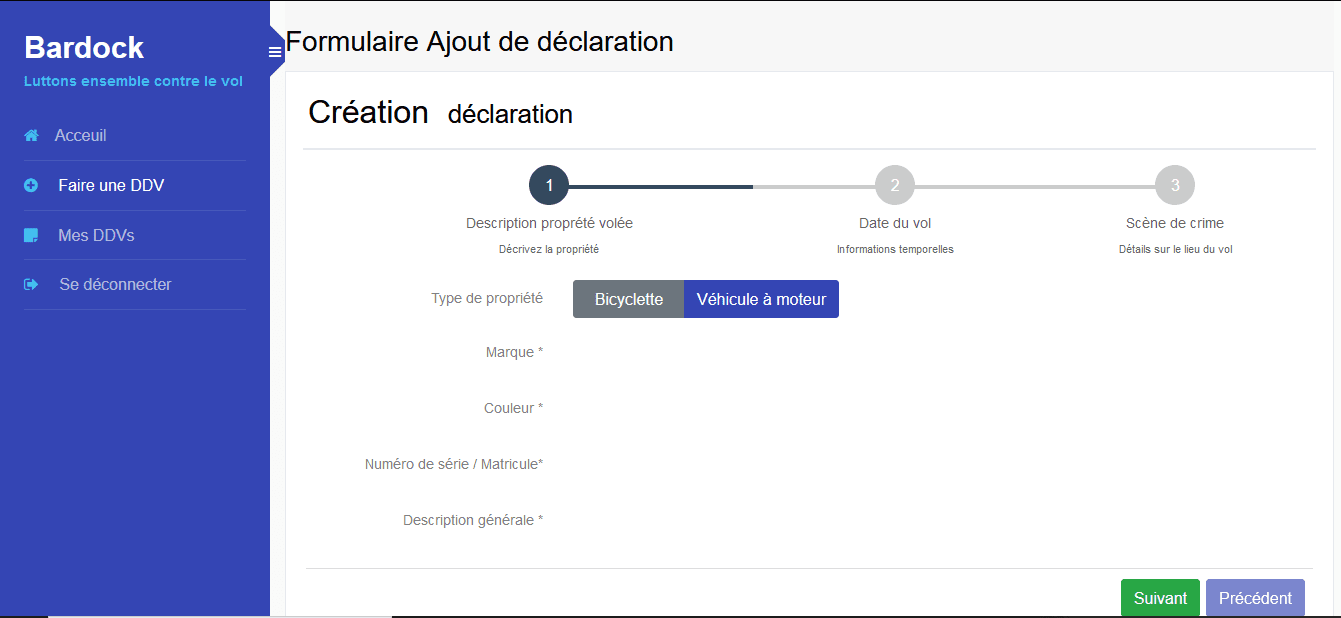 Bardock
Luttons ensemble contre le vol
Acceuil
Faire une DDV
Mes DDVs
Se déconnecter
Formulaire Ajout de déclaration
Création déclaration
1
2
3
Description proprété volée
Date du vol
Scène de crime
Décrivez la propriété
Informations temporelles
Détails sur le lieu du vol
Type de propriété
Bicyclette
Véhicule à moteur
Marque *
Couleur *
Numéro de série / Matricule*
Description générale *
Suivant
Précédent